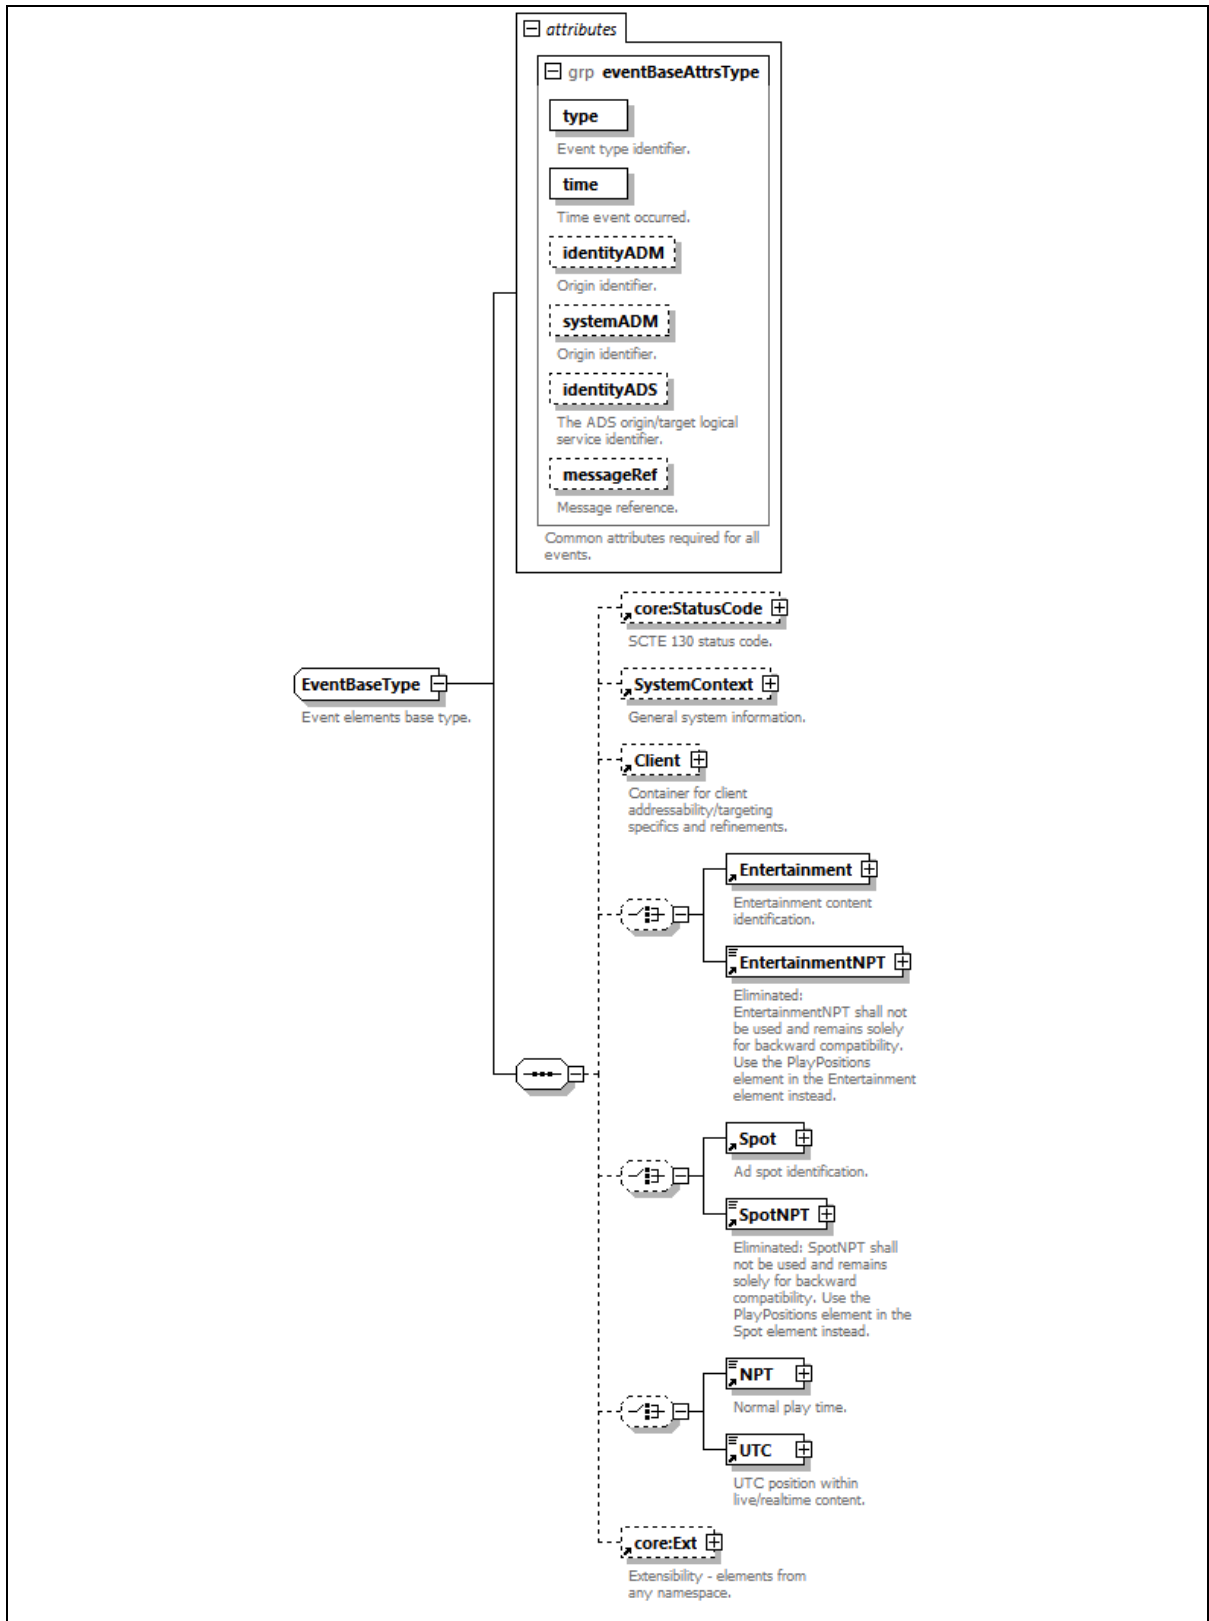 attributes
grp eventBaseAttrsType
type
Event type identifier.
time
Time event occurred.
identityADM
Origin identifier.
systemADM
Origin identifier.
identityADS
The ADS origin/target logical
service identifier.
messageRef
Message reference.
Common attributes required for all
events.
EventBaseType
Event elements base type.
core:StatusCode
SCTE 130 status code.
SystemContext
General system information.
Client
Container for client
addressability/targeting
specifics and refinements.
Entertainment
Entertainment content
identification.
EntertainmentNPT
Eliminated:
EntertainmentNPT shall not
be used and remains solely
for backward compatibility.
Use the PlayPositions
element in the Entertainment
element instead.
Spot
Ad spot identification.
SpotNPT
Eliminated: SpotNPT shall
not be used and remains
solely for backward
compatibility. Use the
PlayPositions element in the
Spot element instead.
NPT
Normal play time.
UTC
UTC position within
live/realtime content.
core:Ext
Extensibility - elements from
any namespace.